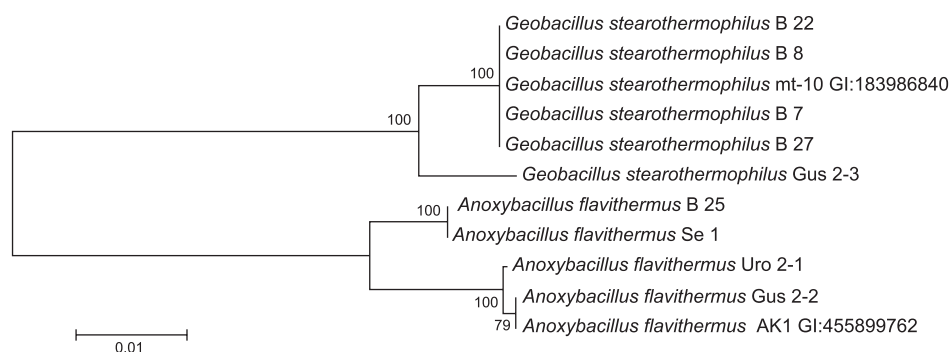 Geobacillus stearothermophilus B 22
Geobacillus stearothermophilus B 8
100
Geobacillus stearothermophilus mt-10 GI:183986840
Geobacillus stearothermophilus B 7
100
Geobacillus stearothermophilus B 27
Geobacillus stearothermophilus Gus 2-3
100
Anoxybacillus flavithermus B 25
Anoxybacillus flavithermus Se 1
Anoxybacillus flavithermus Uro 2-1
100
Anoxybacillus flavithermus Gus 2-2
79
Anoxybacillus flavithermus AK1 GI:455899762
0.01